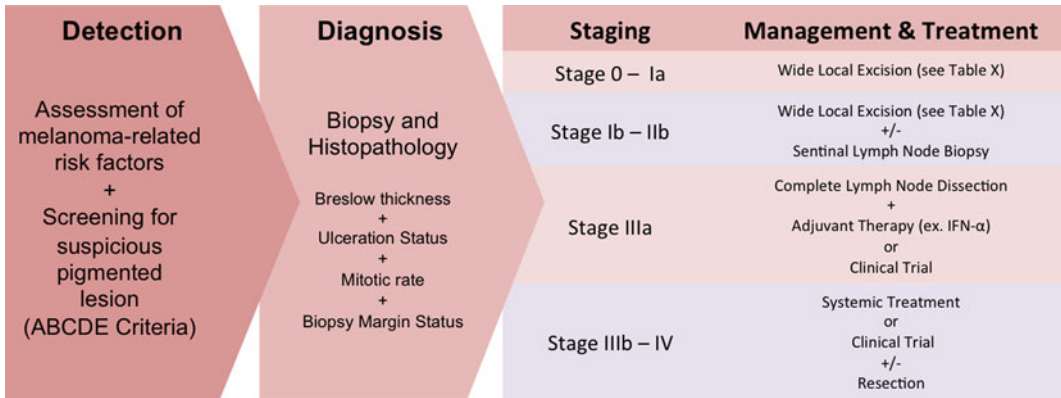 Detection
Assessment of
melanoma-related
risk factors
+
Screening for
suspicious
pigmented
lesion
(ABCDE Criteria)
Diagnosis
Biopsy and
Histopathology
Breslow thickness
+
Ulceration Status
+
Mitotic rate
+
Biopsy Margin Status
Staging
Management & Treatment
Stage 0 – Ia
Wide Local Excision (see Table X)
Stage Ib – IIb
Wide Local Excision (see Table X)
+/-
Sentinal Lymph Node Biopsy
Stage IIIa
Complete Lymph Node Dissection
+
Adjuvant Therapy (ex. IFN-α)
or
Clinical Trial
Stage IIIb – IV
Systemic Treatment
or
Clinical Trial
+/-
Resection